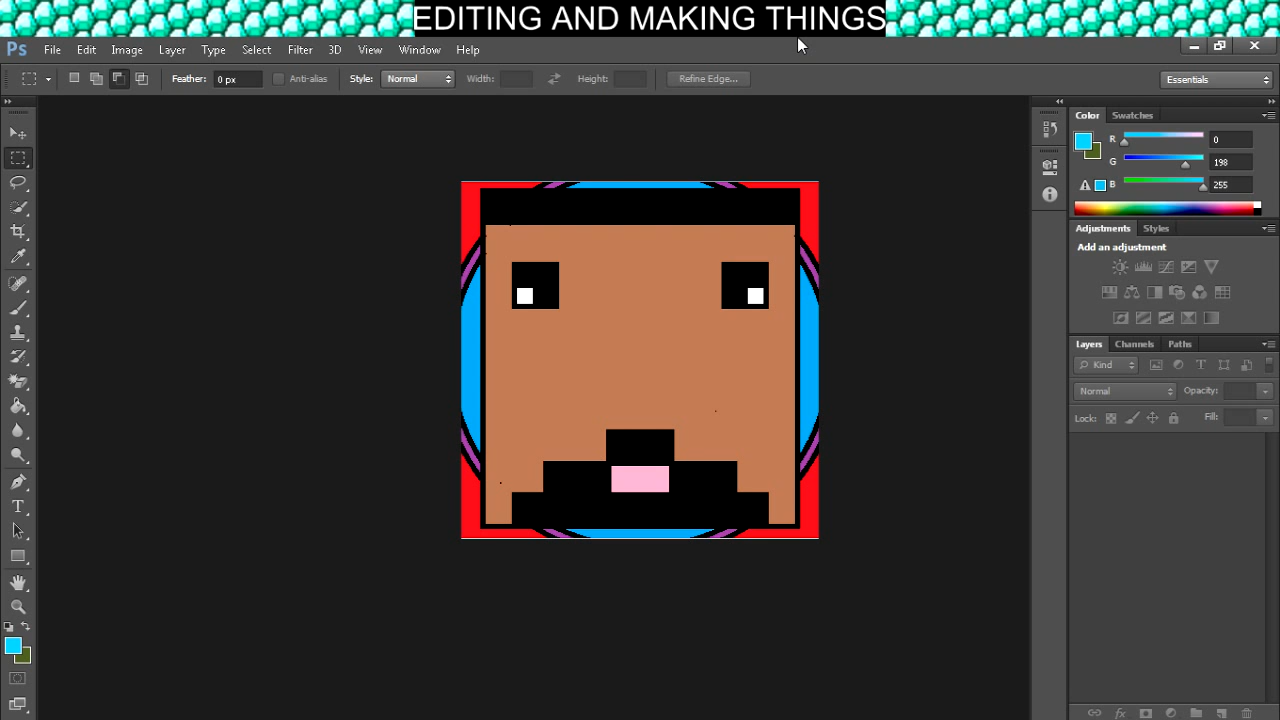 EDITING AND MAKING THINGS
Ps File Edit Image Layer Type Select Filter 3D View Window Help
Feather: 0 px Anti-alias Style: Normal Width: Height: Refine Edge... Essentials
Color Swatches
R 0
G 198
B 255
Adjustments Styles
Add an adjustment
Layers Channels Paths
Kind T
Normal Opacity:
Lock: Fill:
T
fx